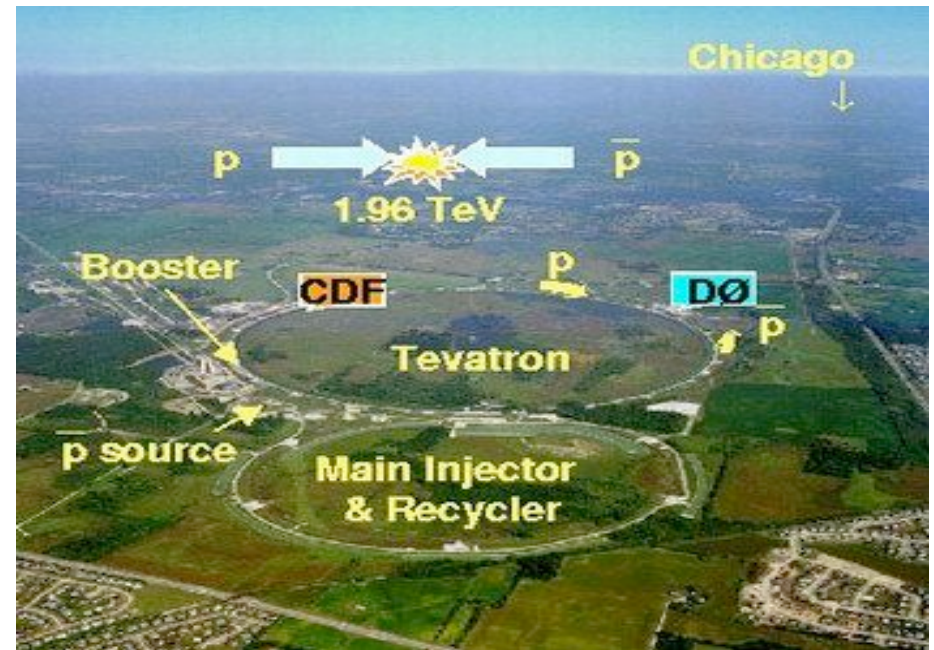 Chicago
↓
p p̅
1.96 TeV
Booster
CDF
p
DØ
p̅
Tevatron
p̅ source
Main Injector
& Recycler